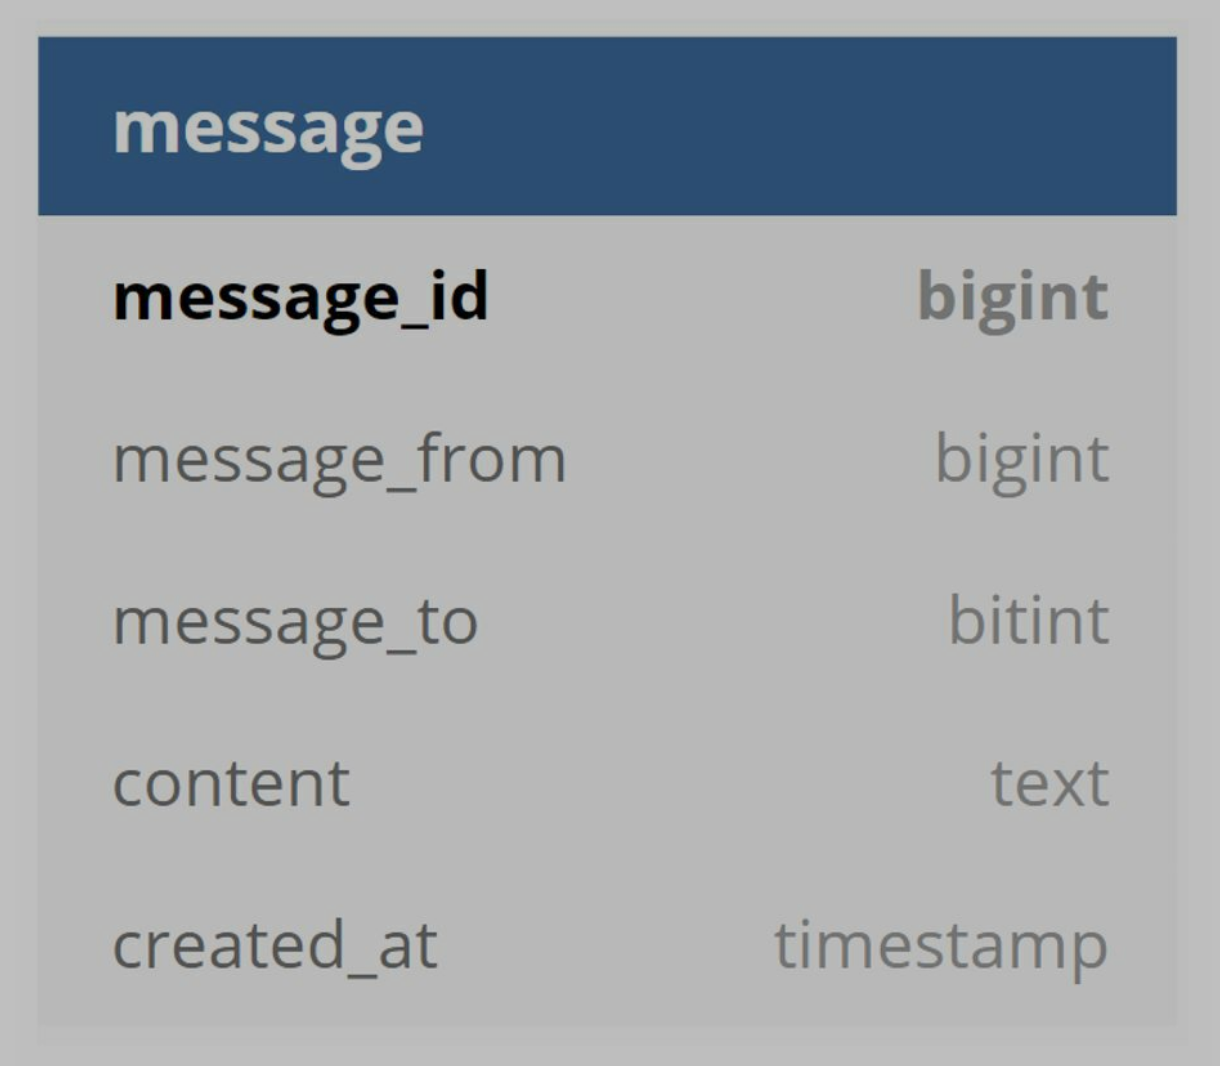 message
message_id bigint
message_from bigint
message_to bitint
content text
created_at timestamp